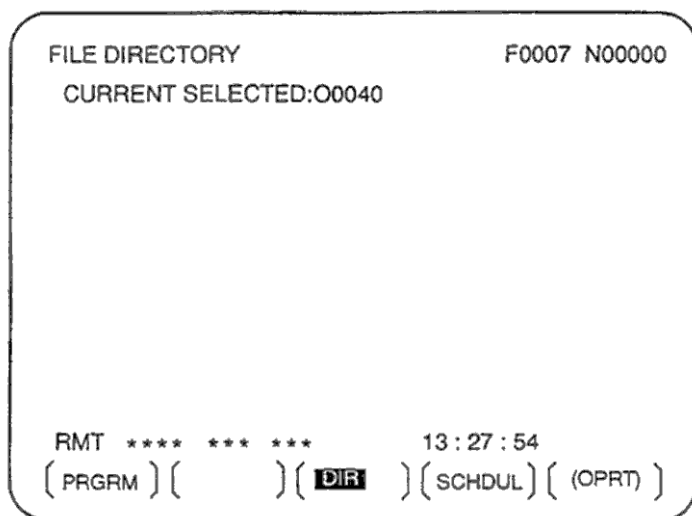 FILE DIRECTORY F0007 N00000
CURRENT SELECTED:O0040
RMT **** *** *** 13 : 27 : 54
[ PRGRM ] [ ] [ DIR ] [ SCHDUL ] [ (OPRT) ]